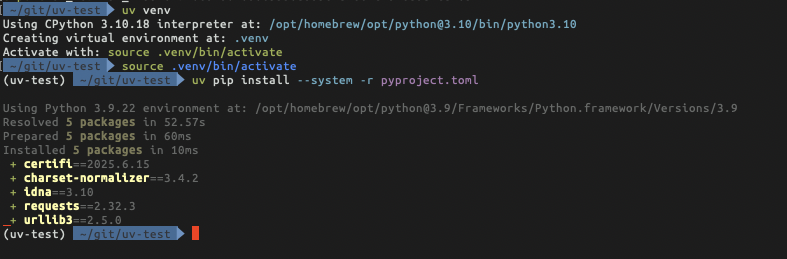 ~/git/uv-test uv venv
Using CPython 3.10.18 interpreter at: /opt/homebrew/opt/python@3.10/bin/python3.10
Creating virtual environment at: .venv
Activate with: source .venv/bin/activate
~/git/uv-test source .venv/bin/activate
(uv-test) ~/git/uv-test uv pip install --system -r pyproject.toml
Using Python 3.9.22 environment at: /opt/homebrew/opt/python@3.9/Frameworks/Python.framework/Versions/3.9
Resolved 5 packages in 52.57s
Prepared 5 packages in 60ms
Installed 5 packages in 10ms
+ certifi==2025.6.15
+ charset-normalizer==3.4.2
+ idna==3.10
+ requests==2.32.3
+ urllib3==2.5.0
(uv-test) ~/git/uv-test